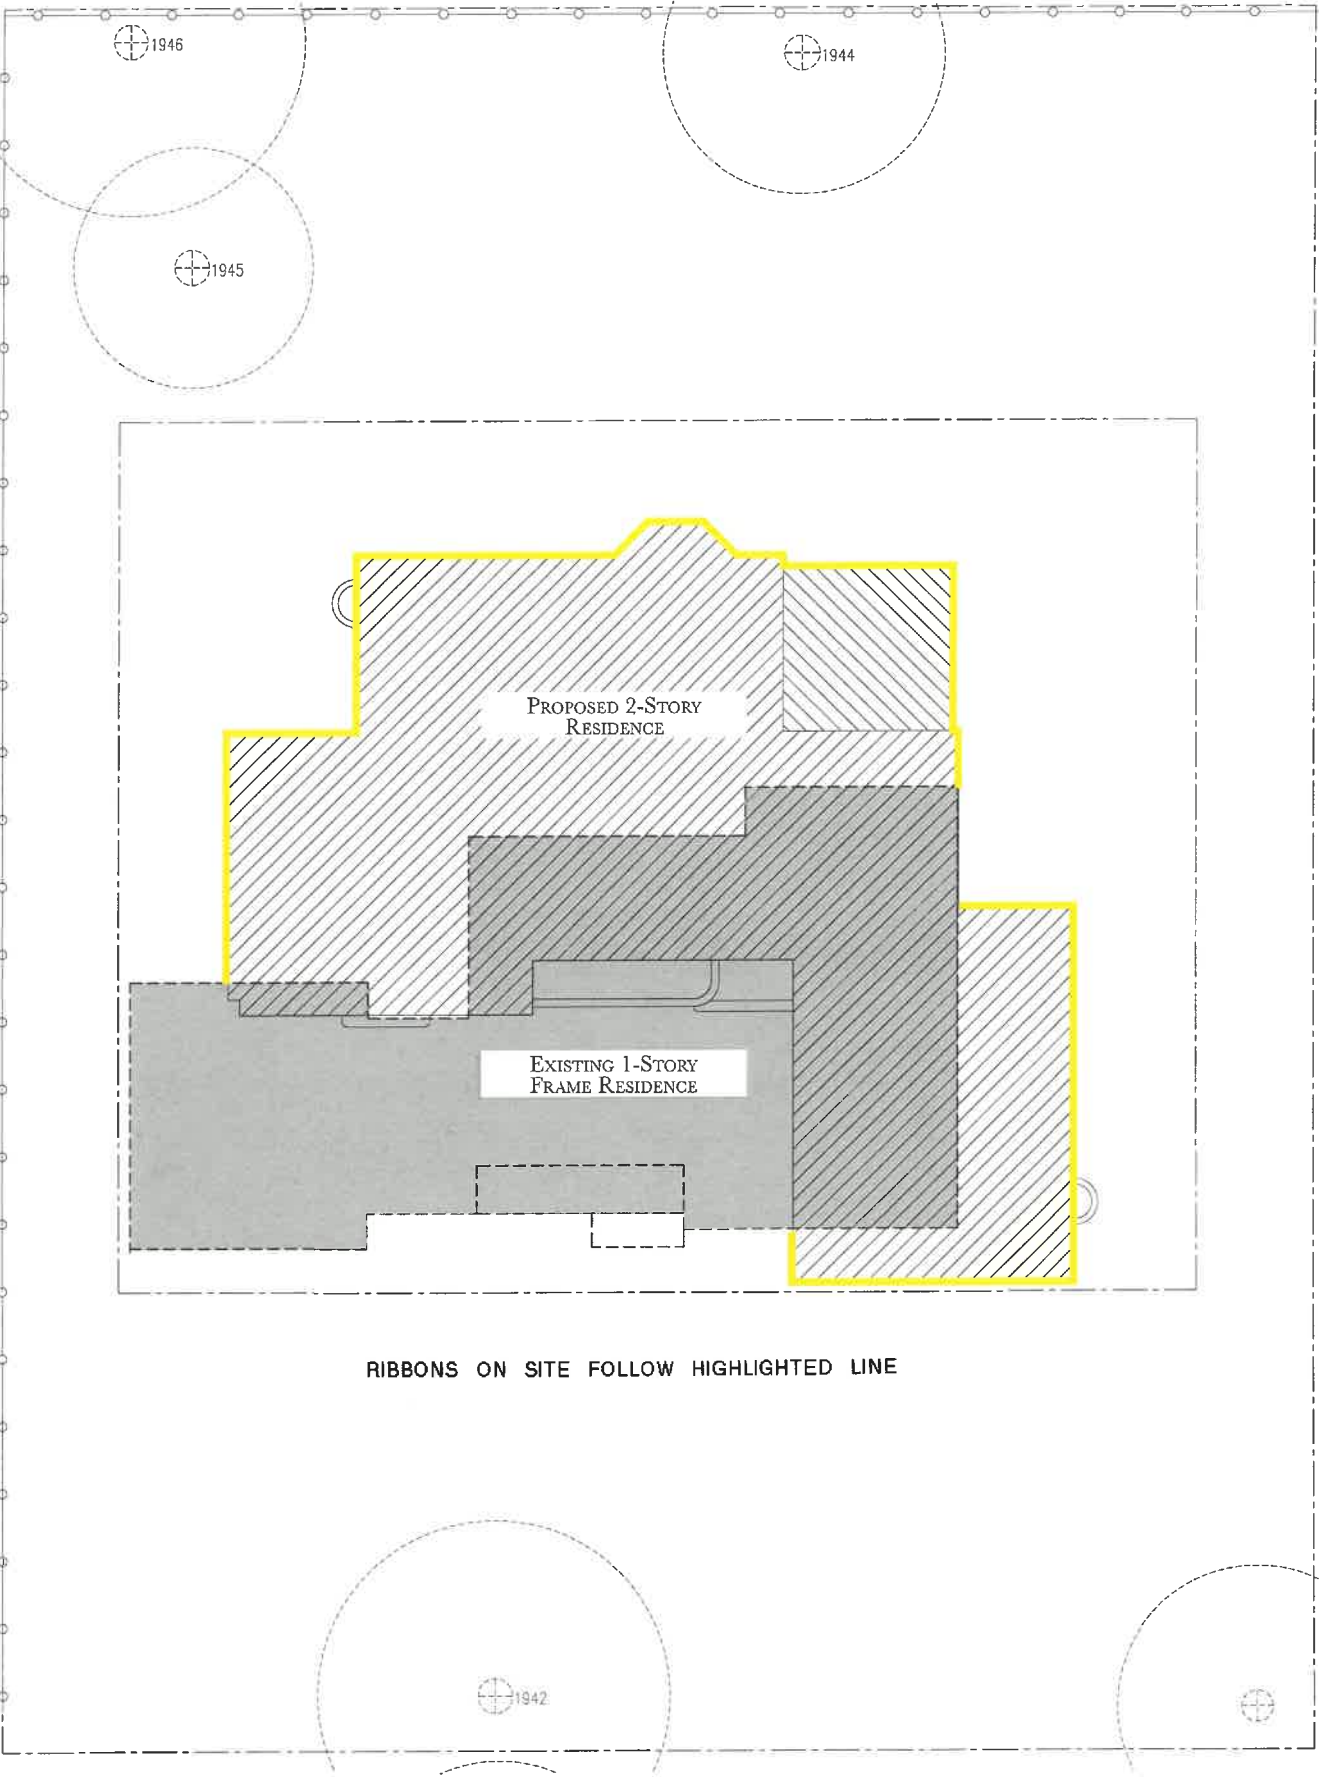 1946
1944
1945
PROPOSED 2-STORY
RESIDENCE
EXISTING 1-STORY
FRAME RESIDENCE
RIBBONS ON SITE FOLLOW HIGHLIGHTED LINE
1942